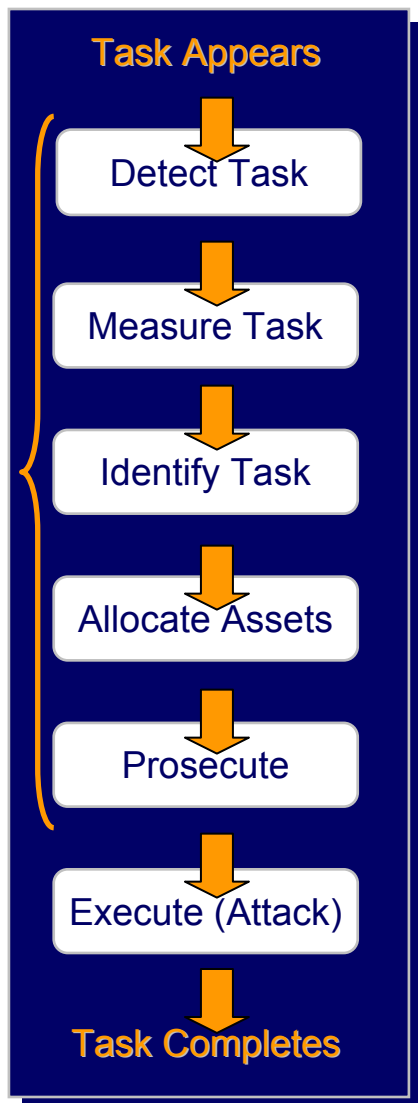 Task Appears
Detect Task
Measure Task
Identify Task
Allocate Assets
Prosecute
Execute (Attack)
Task Completes